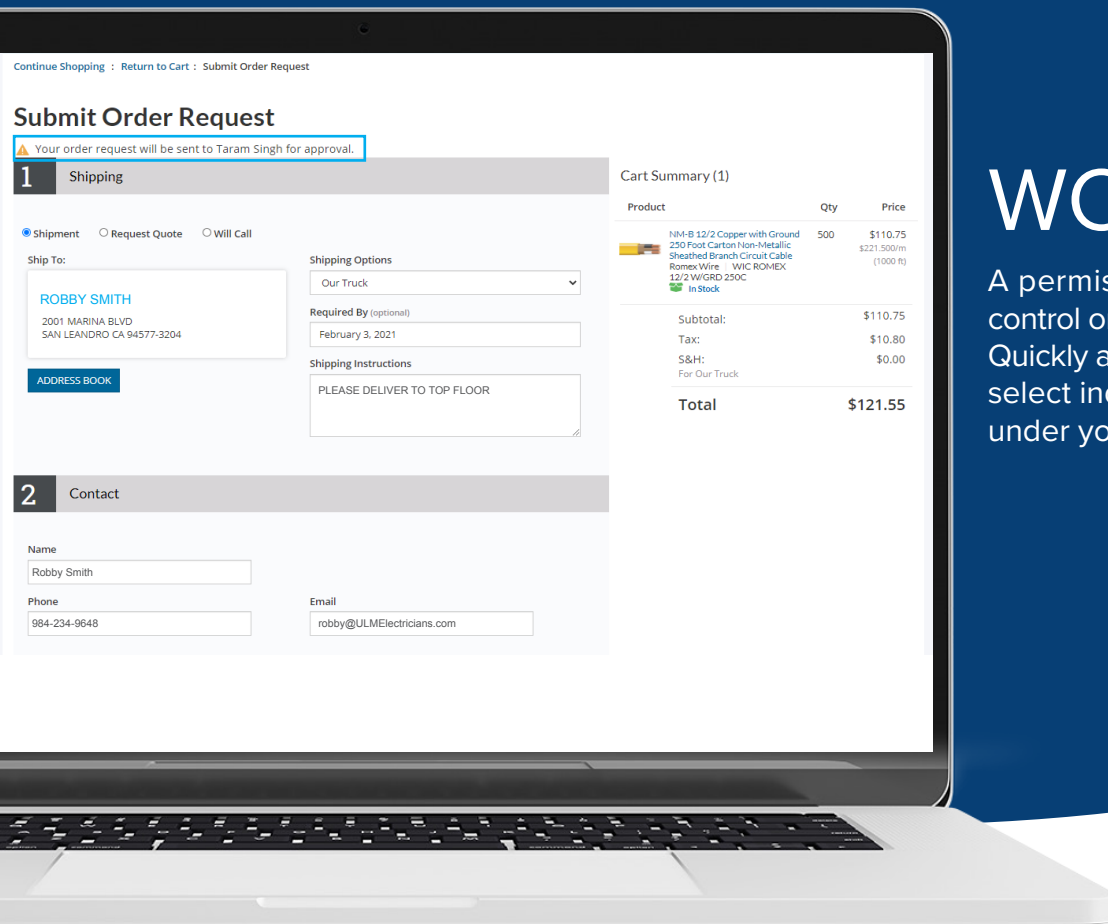 Continue Shopping : Return to Cart : Submit Order Request
Submit Order Request
Your order request will be sent to Taram Singh for approval.
1 Shipping
Shipment Request Quote Will Call
Ship To:
ROBBY SMITH
2001 MARINA BLVD
SAN LEANDRO CA 94577-3204
ADDRESS BOOK
Shipping Options
Our Truck
Required By (optional)
February 3, 2021
Shipping Instructions
PLEASE DELIVER TO TOP FLOOR
2 Contact
Name
Robby Smith
Phone
984-234-9648
Email
robby@ULMElectricians.com
Cart Summary (1)
Product Qty Price
NM-B 12/2 Copper with Ground 500 $110.75
250 Foot Carton Non-Metallic $221.500/m
Sheathed Branch Circuit Cable (1000 ft)
Romex Wire WIC ROMEX
12/2 W/GRD 250C
In Stock
Subtotal: $110.75
Tax: $10.80
S&H: $0.00
For Our Truck
Total $121.55
A
control
Quickly
select
under